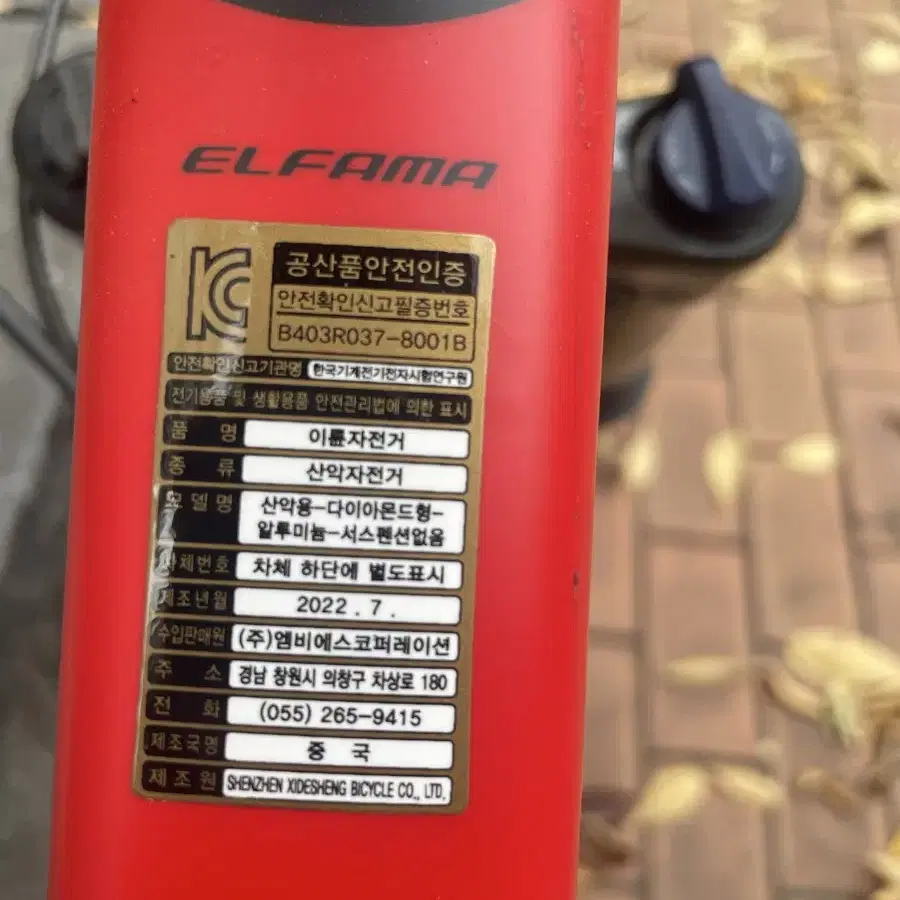 ELFAMA
KC
공산품안전인증
안전확인신고필증번호
B403R037-8001B
안전확인신고기관명 한국기계전기전자시험연구원
전기용품 및 생활용품 안전관리법에 의한 표시
품 명 이륜자전거
종 류 산악자전거
모델명 산악용-다이아몬드형-
알루미늄-서스펜션없음
차체번호 차체 하단에 별도표시
제조년월 2022.7.
수입판매원 (주)엠비에스코퍼레이션
주 소 경남 창원시 의창구 차상로 180
전 화 (055) 265-9415
제조국명 중 국
제조원 SHENZHEN XIDESHENG BICYCLE CO., LTD.